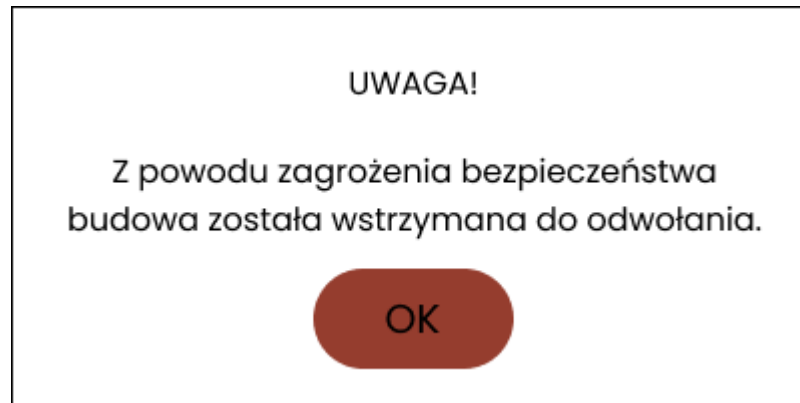 UWAGA!
Z powodu zagrożenia bezpieczeństwa
budowa została wstrzymana do odwołania.
OK